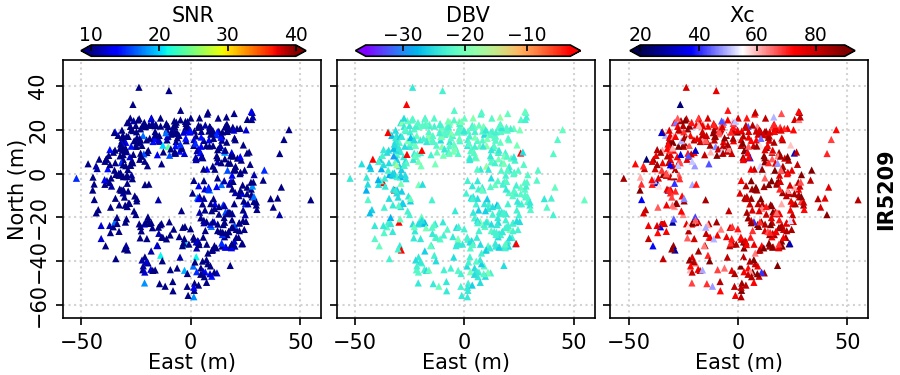 SNR DBV Xc
10 20 30 40 −30 −20 −10 20 40 60 80
40
20
0
−20
−40
−60
North (m)
IR5209
−50 0 50 −50 0 50 −50 0 50
East (m) East (m) East (m)